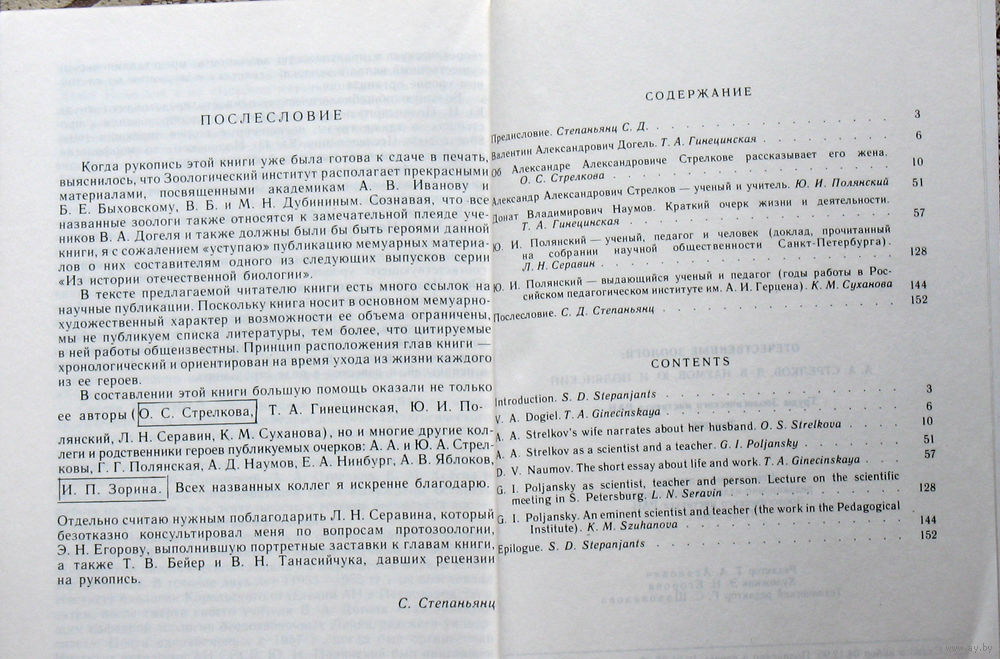 ПОСЛЕСЛОВИЕ
Когда рукопись этой книги уже была готова к сдаче в печать,
выяснилось, что Зоологический институт располагает прекрасными
материалами, посвященными академикам А. В. Иванову и
Б. Е. Быховскому, В. Б. и М. Н. Дубининым. Сознавая, что все
названные зоологи также относятся к замечательной плеяде уче-
ников В. А. Догеля и также должны были бы быть героями данной
книги, я с сожалением «уступаю» публикацию мемуарных материа-
лов о них составителям одного из следующих выпусков серии
«Из истории отечественной биологии».
В тексте предлагаемой читателю книги есть много ссылок на
научные публикации. Поскольку книга носит в основном мемуарно-
художественный характер и возможности ее объема ограничены,
мы не публикуем списка литературы, тем более, что цитируемые
в ней работы общеизвестны. Принцип расположения глав книги —
хронологический и ориентирован на время ухода из жизни каждого
из ее героев.
В составлении этой книги большую помощь оказали не только
ее авторы (О. С. Стрелкова, Т. А. Гинецинская, Ю. И. По-
лянский, Л. Н. Серавин, К. М. Суханова), но и многие другие кол-
леги и родственники героев публикуемых очерков: А. А. и Ю. А. Стрел-
ковы, Г. Г. Полянская, А. Д. Наумов, Е. А. Нинбург, А. В. Яблоков,
И. П. Зорина. Всех названных коллег я искренне благодарю.
Отдельно считаю нужным поблагодарить Л. Н. Серавина, который
безотказно консультировал меня по вопросам протозоологии,
Э. Н. Егорову, выполнившую портретные заставки к главам книги,
а также Т. В. Бейер и В. Н. Танасийчука, давших рецензии
на рукопись.
С. Степаньянц
СОДЕРЖАНИЕ
Предисловие. Степаньянц С. Д. 3
Валентин Александрович Догель. Т. А. Гинецинская 6
Об Александре Александровиче Стрелкове рассказывает его жена.
О. С. Стрелкова 10
Александр Александрович Стрелков — ученый и учитель. Ю. И. Полянский 51
Донат Владимирович Наумов. Краткий очерк жизни и деятельности.
Т. А. Гинецинская 57
Ю. И. Полянский — ученый, педагог и человек (доклад, прочитанный
на собрании научной общественности Санкт-Петербурга).
Л. Н. Серавин 128
Ю. И. Полянский — выдающийся ученый и педагог (годы работы в Рос-
сийском педагогическом институте им. А. И. Герцена). К. М. Суханова 144
Послесловие. С. Д. Степаньянц 152
CONTENTS
Introduction. S. D. Stepanjants 3
V. A. Dogiel. T. A. Ginecinskaya 6
A. A. Strelkov's wife narrates about her husband. O. S. Strelkova 10
A. A. Strelkov as a scientist and a teacher. G. I. Poljansky 51
D. V. Naumov. The short essay about life and work. T. A. Ginecinskaya 57
G. I. Poljansky as scientist, teacher and person. Lecture on the scientific
meeting in S. Petersburg. L. N. Seravin 128
G. I. Poljansky. An eminent scientist and teacher (the work in the Pedagogical
Institute). K. M. Szuhanova 144
Epilogue. S. D. Stepanjants 152
www.ay.by